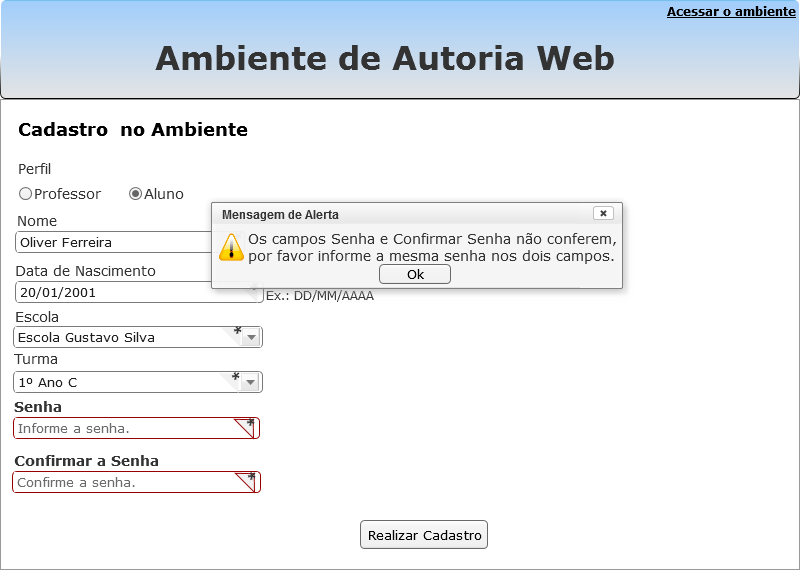 Acessar o ambiente
Ambiente de Autoria Web
Cadastro no Ambiente
Perfil
Professor Aluno
Nome
Oliver Ferreira
Mensagem de Alerta
Os campos Senha e Confirmar Senha não conferem,
por favor informe a mesma senha nos dois campos.
Ok
Data de Nascimento
20/01/2001 Ex.: DD/MM/AAAA
Escola
Escola Gustavo Silva *
Turma
1º Ano C *
Senha
Informe a senha. *
Confirmar a Senha
Confirme a senha. *
Realizar Cadastro